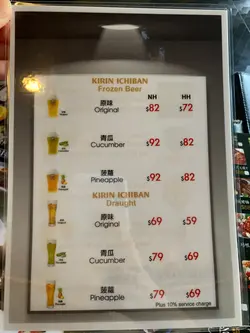 KIRIN ICHIBAN
Frozen Beer
NH HH
原味 $82 $72
Original
青瓜 $92 $82
Cucumber
菠蘿 $92 $82
Pineapple
KIRIN ICHIBAN
Draught
原味 $69 $59
Original
青瓜 $79 $69
Cucumber
菠蘿 $79 $69
Pineapple
Plus 10% service charge